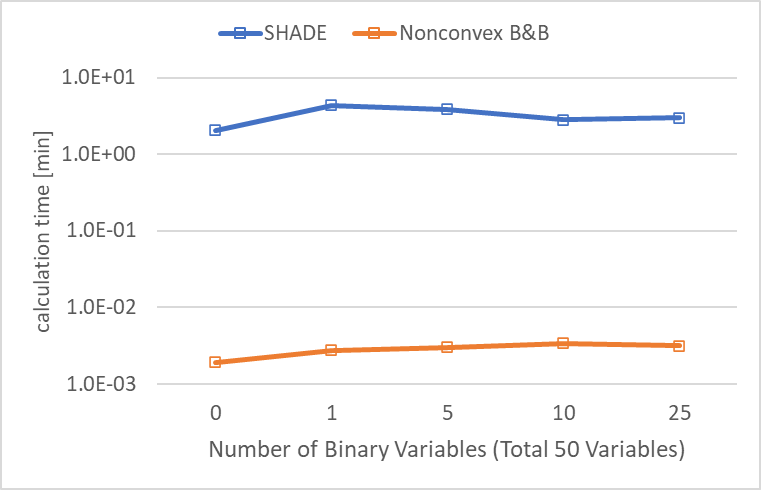 SHADE Nonconvex B&B
1.0E+01
1.0E+00
1.0E-01
1.0E-02
1.0E-03
calculation time [min]
0 1 5 10 25
Number of Binary Variables (Total 50 Variables)